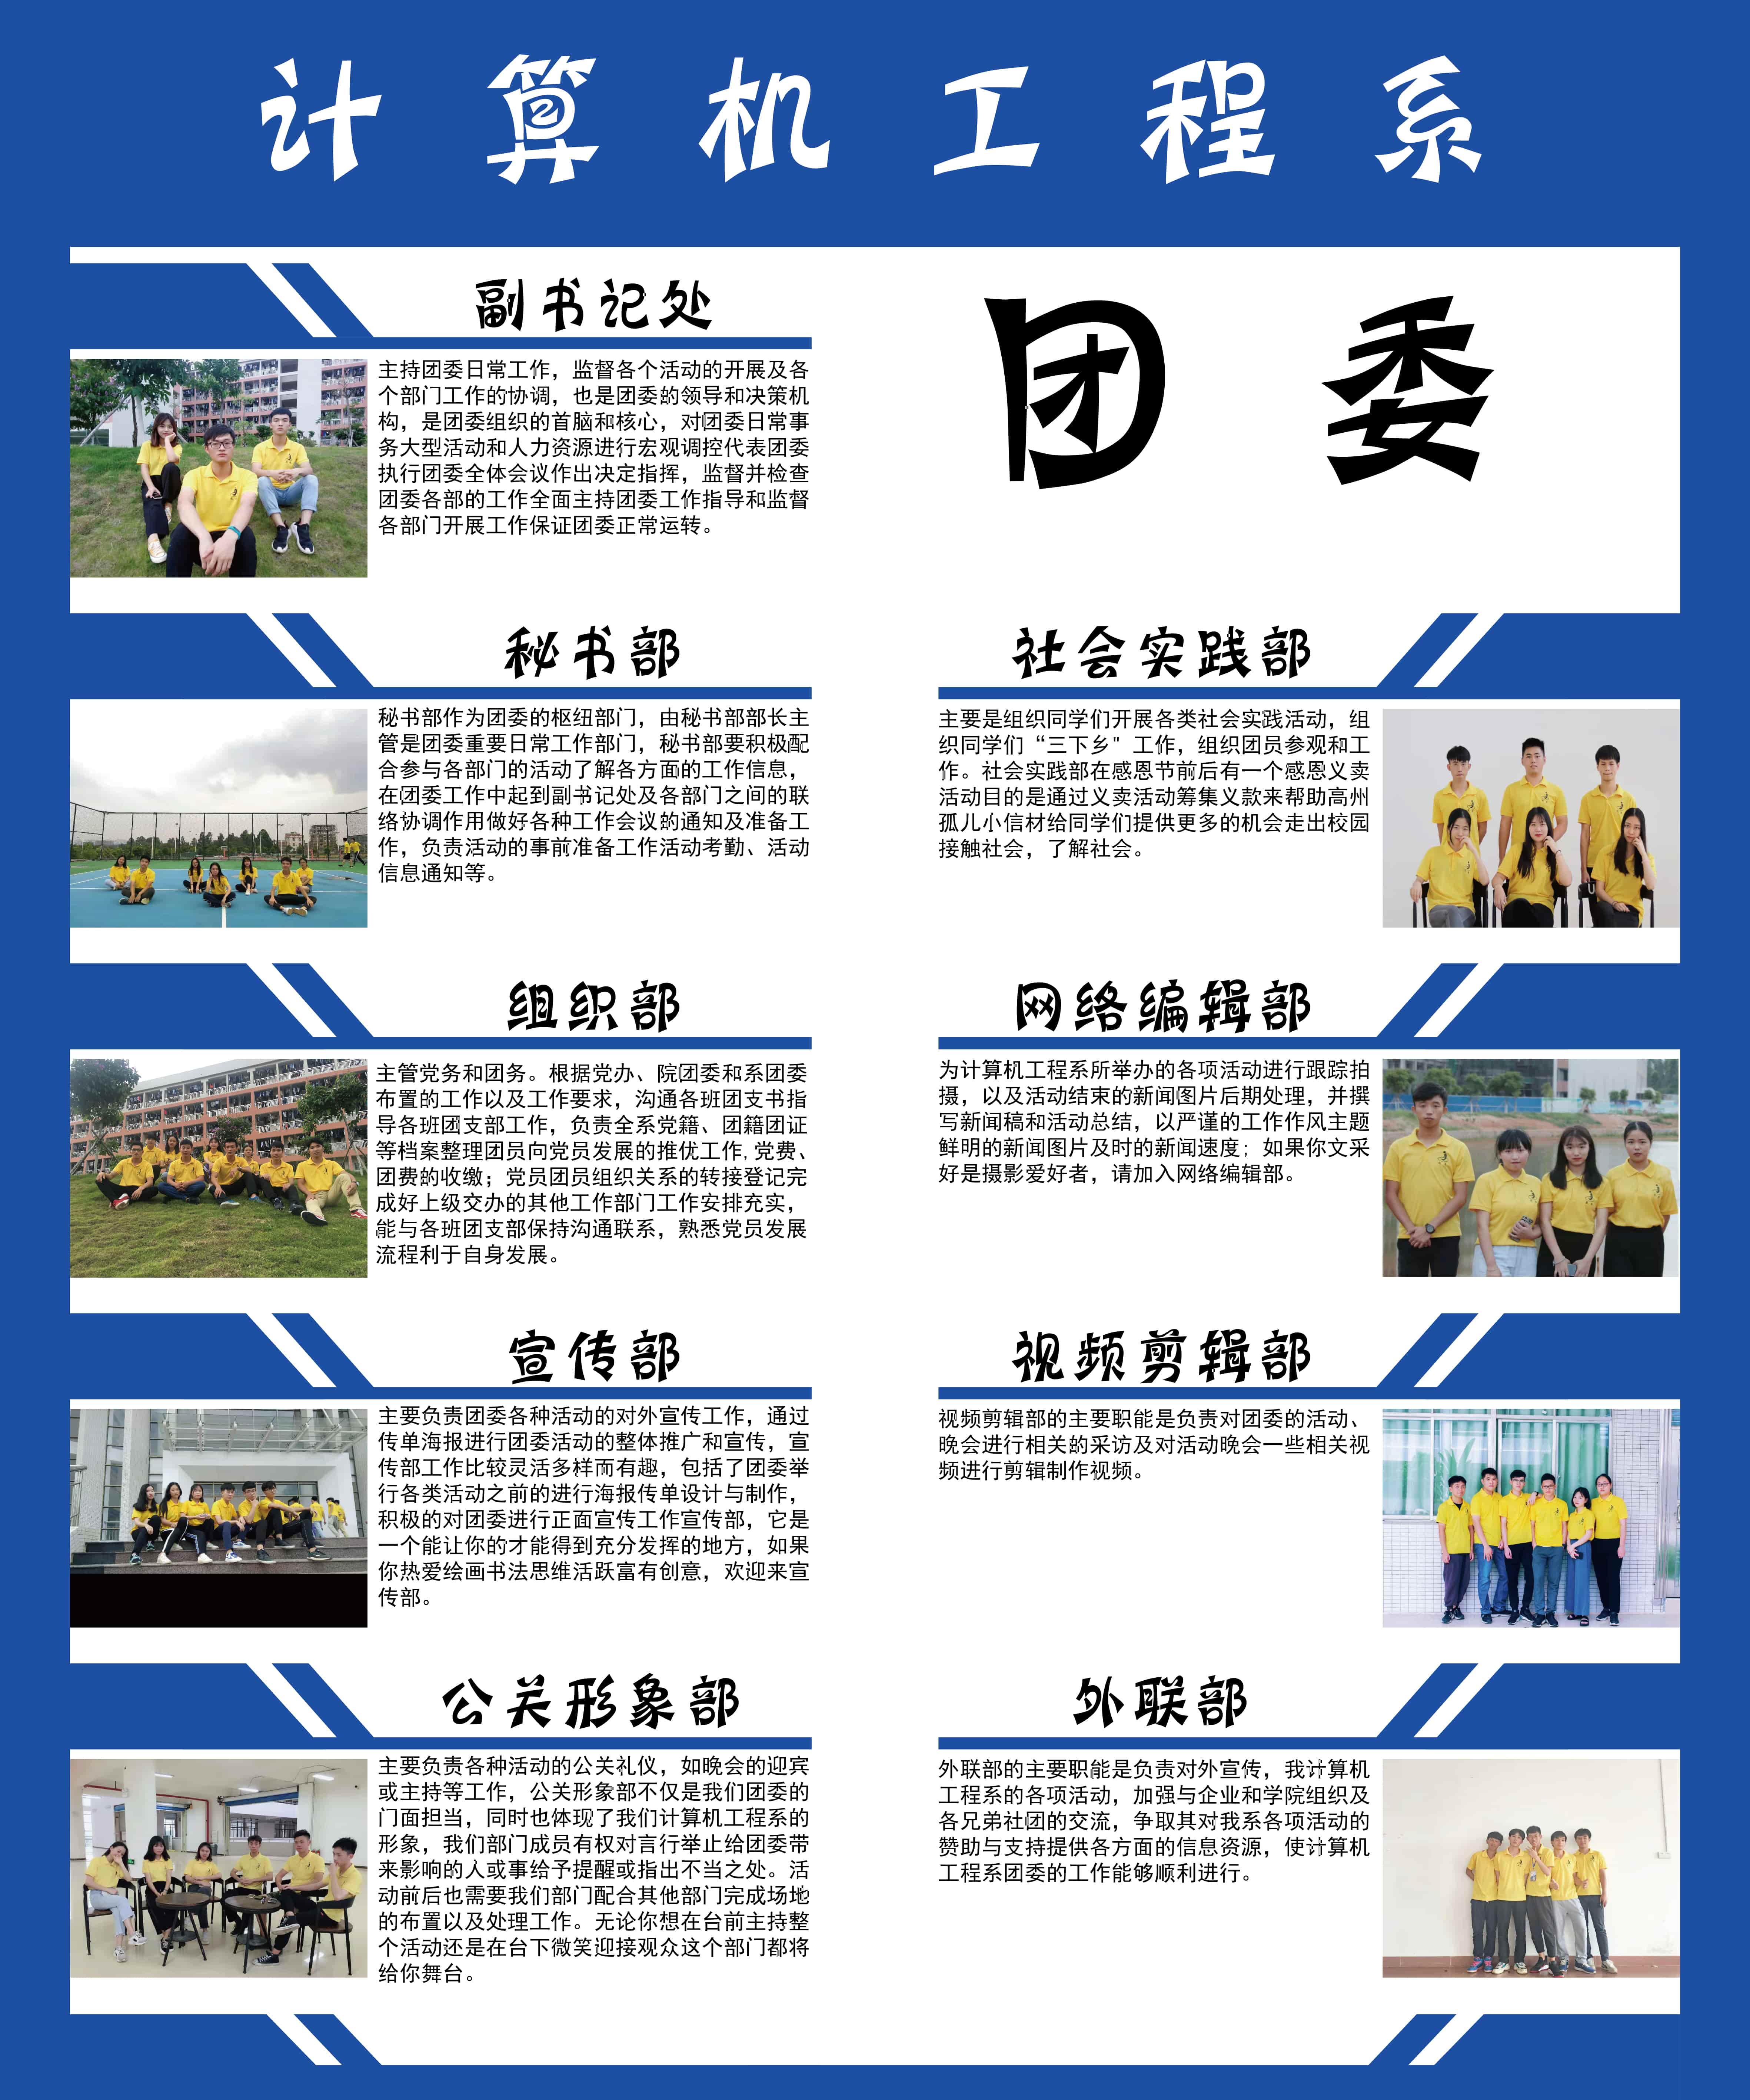 计算机工程系
团委
副书记处
主持团委日常工作，监督各个活动的开展及各
个部门工作的协调，也是团委的领导和决策机
构，是团委组织的首脑和核心，对团委日常事
务大型活动和人力资源进行宏观调控代表团委
执行团委全体会议作出决定指挥，监督并检查
团委各部的工作全面主持团委工作指导和监督
各部门开展工作保证团委正常运转。
秘书部
秘书部作为团委的枢纽部门，由秘书部部长主
管是团委重要日常工作部门，秘书部要积极配
合参与各部门的活动了解各方面的工作信息，
在团委工作中起到副书记处及各部门之间的联
络协调作用做好各种工作会议的通知及准备工
作，负责活动的事前准备工作活动考勤、活动
信息通知等。
社会实践部
主要是组织同学们开展各类社会实践活动，组
织同学们“三下乡"工作，组织团员参观和工
作。社会实践部在感恩节前后有一个感恩义卖
活动目的是通过义卖活动筹集义款来帮助高州
孤儿小信材给同学们提供更多的机会走出校园
接触社会，了解社会。
组织部
主管党务和团务。根据党办、院团委和系团委
布置的工作以及工作要求，沟通各班团支书指
导各班团支部工作，负责全系党籍、团籍团证
等档案整理团员向党员发展的推优工作,党费、
团费的收缴；党员团员组织关系的转接登记完
成好上级交办的其他工作部门工作安排充实，
能与各班团支部保持沟通联系，熟悉党员发展
流程利于自身发展。
网络编辑部
为计算机工程系所举办的各项活动进行跟踪拍
摄，以及活动结束的新闻图片后期处理，并撰
写新闻稿和活动总结，以严谨的工作作风主题
鲜明的新闻图片及时的新闻速度；如果你文采
好是摄影爱好者，请加入网络编辑部。
宣传部
主要负责团委各种活动的对外宣传工作，通过
传单海报进行团委活动的整体推广和宣传，宣
传部工作比较灵活多样而有趣，包括了团委举
行各类活动之前的进行海报传单设计与制作，
积极的对团委进行正面宣传工作宣传部，它是
一个能让你的才能得到充分发挥的地方，如果
你热爱绘画书法思维活跃富有创意，欢迎来宣
传部。
视频剪辑部
视频剪辑部的主要职能是负责对团委的活动、
晚会进行相关的采访及对活动晚会一些相关视
频进行剪辑制作视频。
公关形象部
主要负责各种活动的公关礼仪，如晚会的迎宾
或主持等工作，公关形象部不仅是我们团委的
门面担当，同时也体现了我们计算机工程系的
形象，我们部门成员有权对言行举止给团委带
来影响的人或事给予提醒或指出不当之处。活
动前后也需要我们部门配合其他部门完成场地
的布置以及处理工作。无论你想在台前主持整
个活动还是在台下微笑迎接观众这个部门都将
给你舞台。
外联部
外联部的主要职能是负责对外宣传，我计算机
工程系的各项活动，加强与企业和学院组织及
各兄弟社团的交流，争取其对我系各项活动的
赞助与支持提供各方面的信息资源，使计算机
工程系团委的工作能够顺利进行。